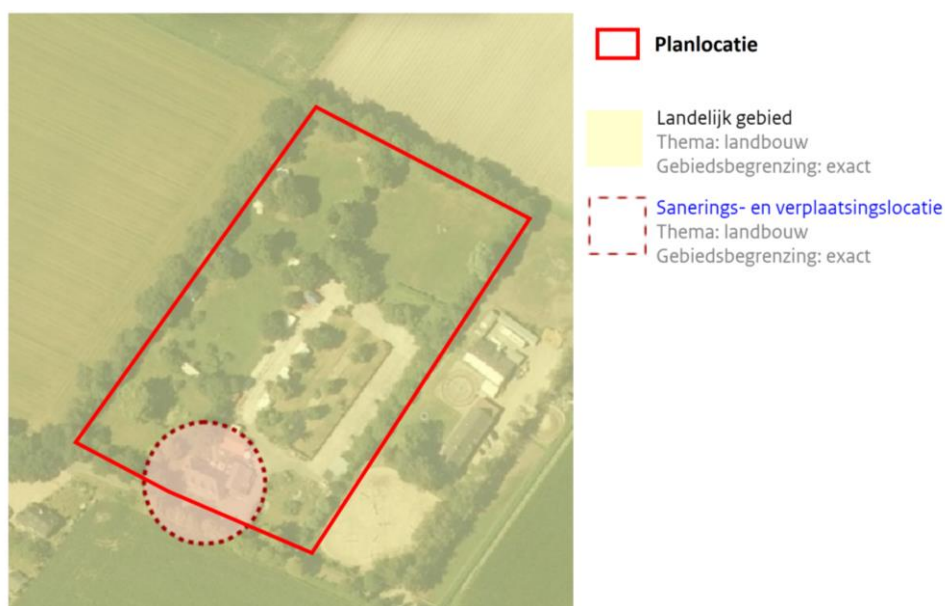 Planlocatie
Landelijk gebied
Thema: landbouw
Gebiedsbegrenzing: exact
Sanerings- en verplaatsingslocatie
Thema: landbouw
Gebiedsbegrenzing: exact